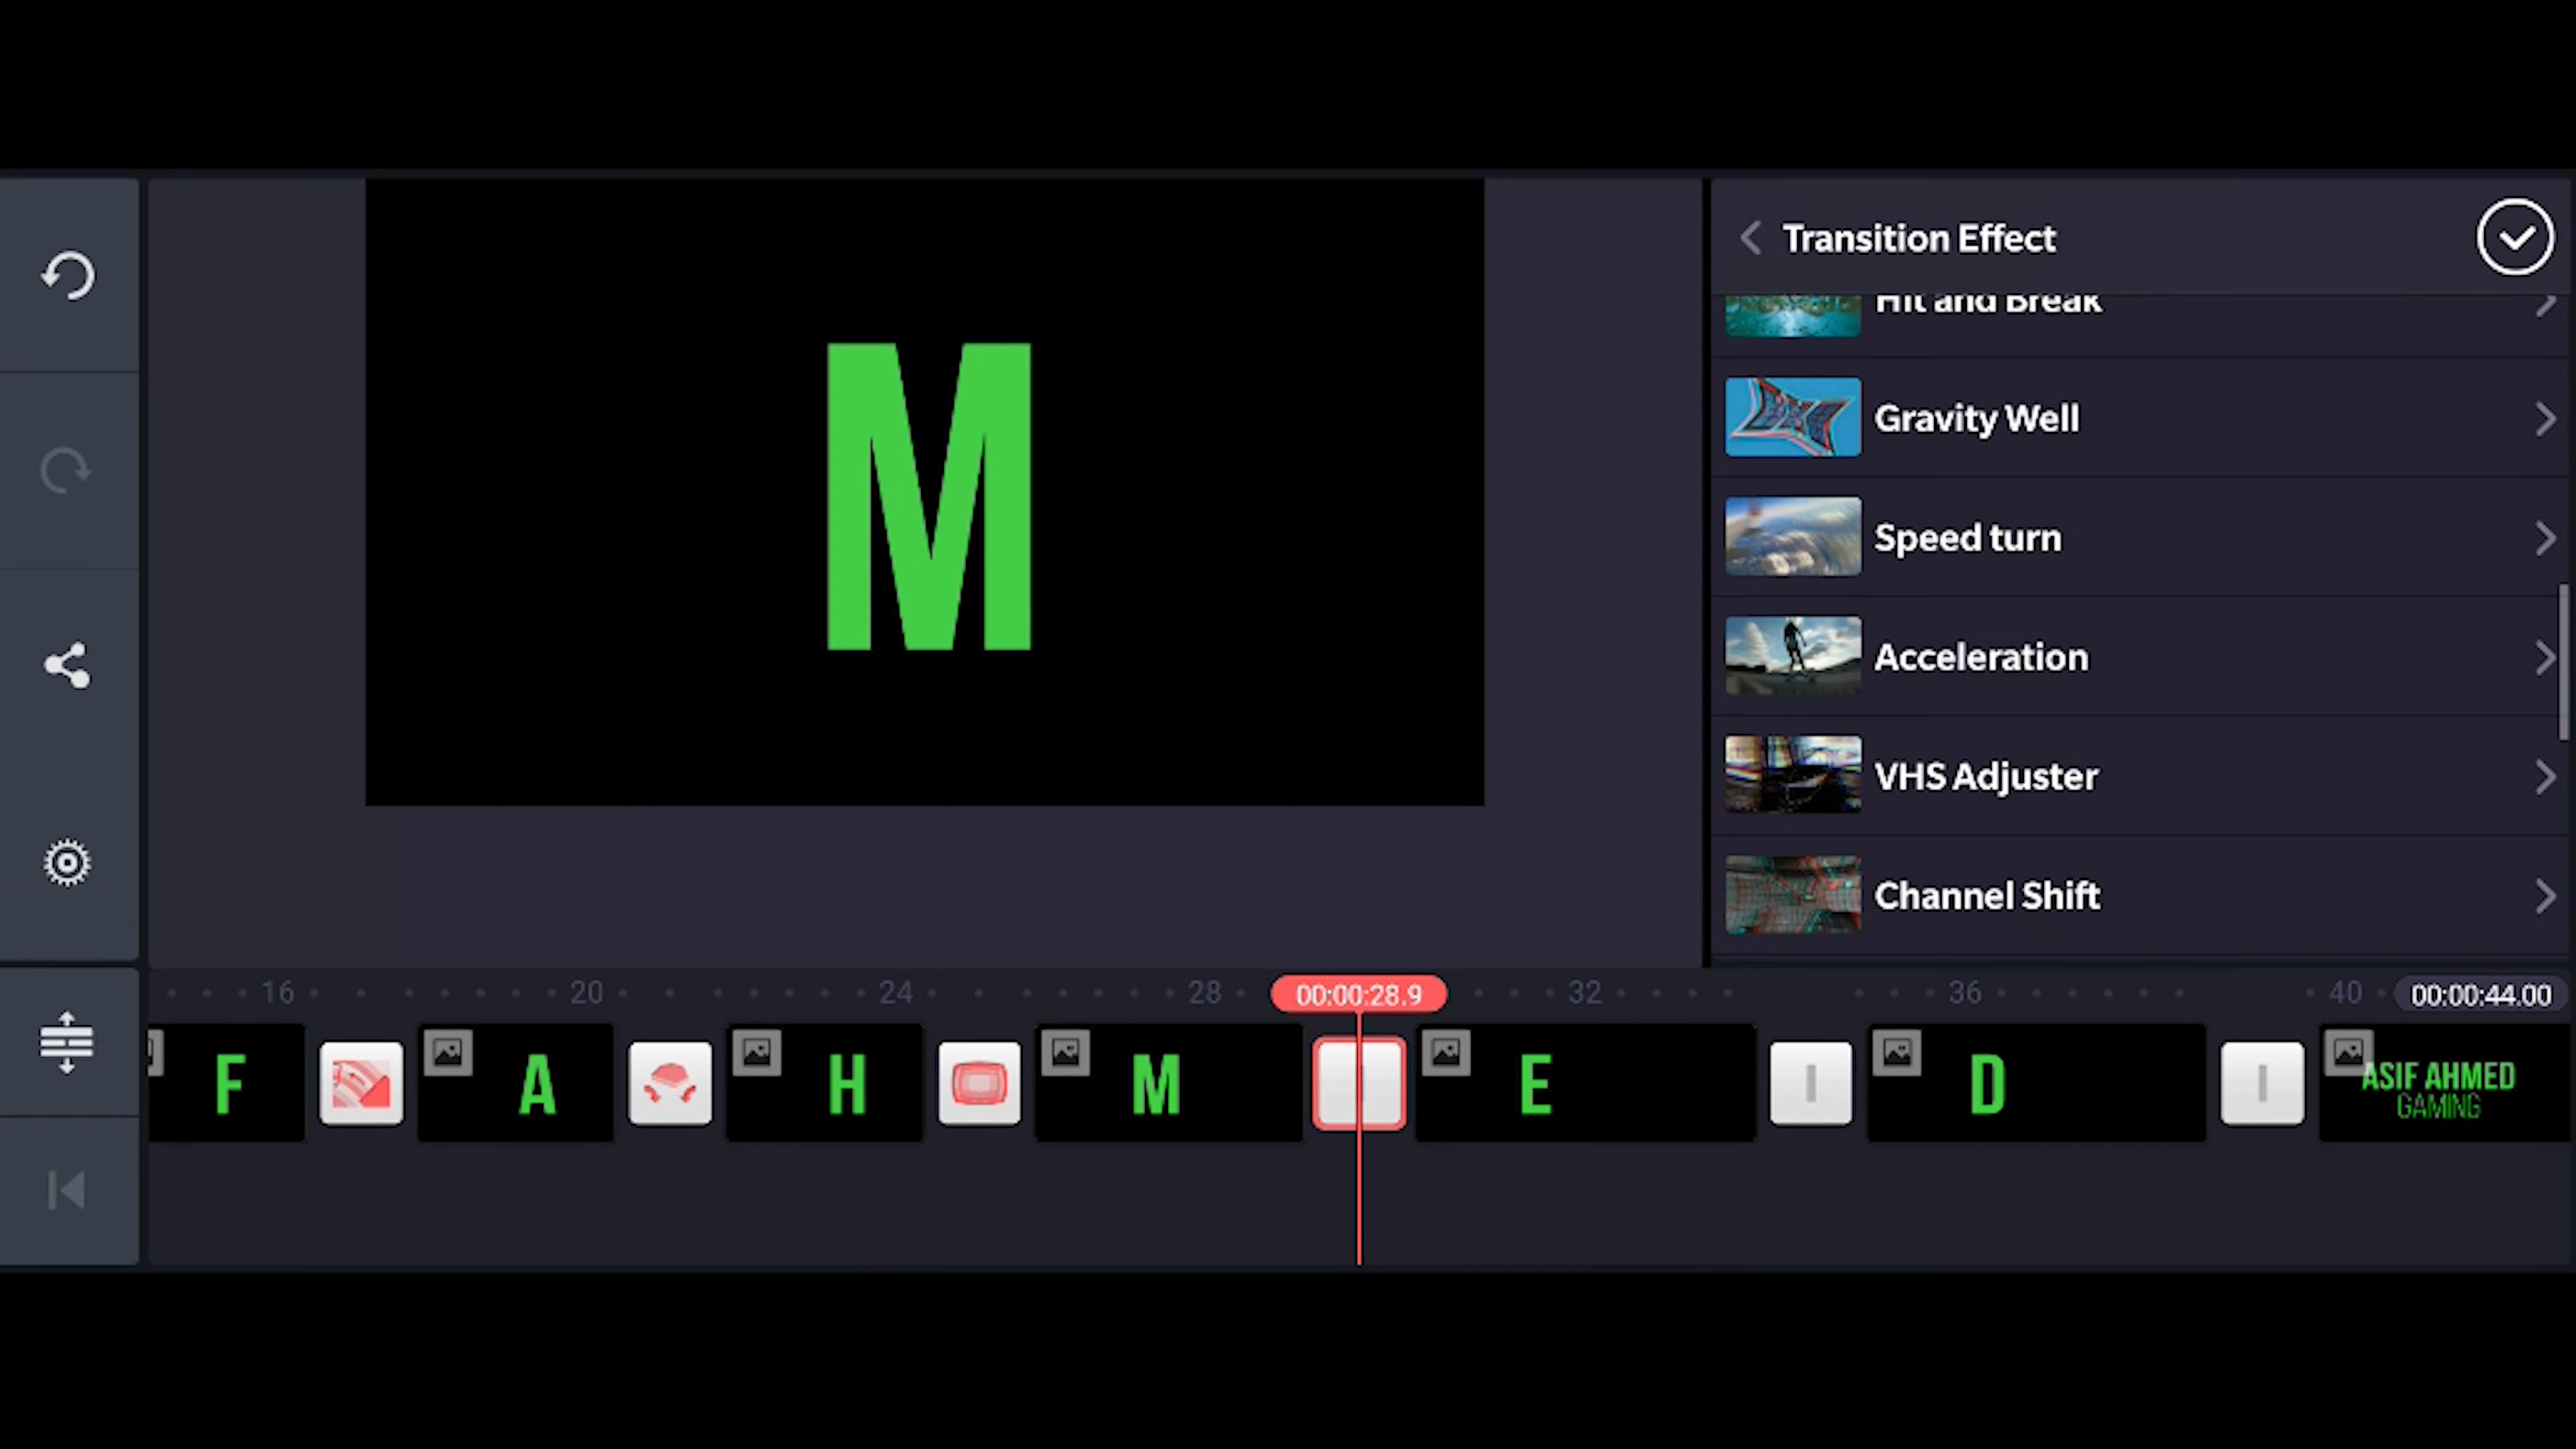 Transition Effect
Hit and Break
M
Gravity Well
Speed turn
Acceleration
VHS Adjuster
Channel Shift
16 20 24 28 00:00:28.9 32 36 40 00:00:44.00
F A H M E D ASIF AHMED
GAMING